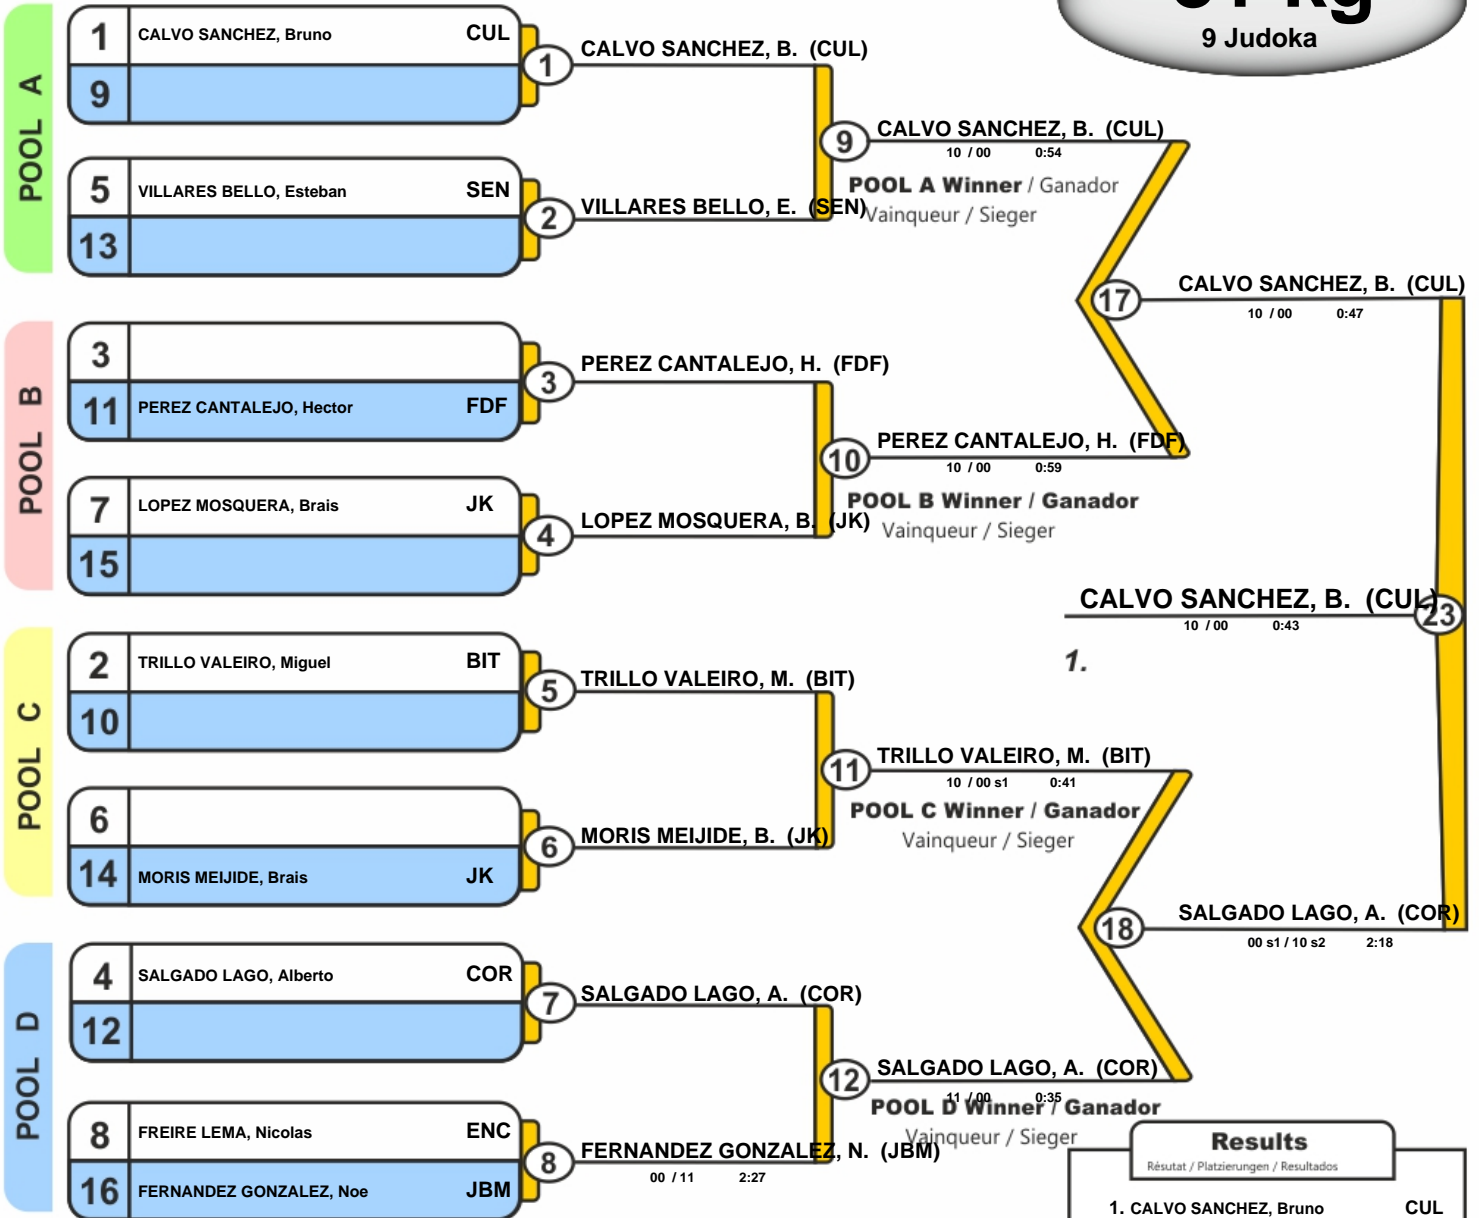 kg
9 Judoka
POOL A
1 CALVO SANCHEZ, Bruno CUL
9
5 VILLARES BELLO, Esteban SEN
13
1 CALVO SANCHEZ, B. (CUL)
2 VILLARES BELLO, E. (SEN)
9 CALVO SANCHEZ, B. (CUL)
10 / 00 0:54
POOL A Winner / Ganador
Vainqueur / Sieger
POOL B
3
11 PEREZ CANTALEJO, Hector FDF
7 LOPEZ MOSQUERA, Brais JK
15
3 PEREZ CANTALEJO, H. (FDF)
4 LOPEZ MOSQUERA, B. (JK)
10 PEREZ CANTALEJO, H. (FDF)
10 / 00 0:59
POOL B Winner / Ganador
Vainqueur / Sieger
17 CALVO SANCHEZ, B. (CUL)
10 / 00 0:47
CALVO SANCHEZ, B. (CUL) 23
10 / 00 0:43
1.
POOL C
2 TRILLO VALEIRO, Miguel BIT
10
6
14 MORIS MEIJIDE, Brais JK
5 TRILLO VALEIRO, M. (BIT)
6 MORIS MEIJIDE, B. (JK)
11 TRILLO VALEIRO, M. (BIT)
10 / 00 s1 0:41
POOL C Winner / Ganador
Vainqueur / Sieger
POOL D
4 SALGADO LAGO, Alberto COR
12
8 FREIRE LEMA, Nicolas ENC
16 FERNANDEZ GONZALEZ, Noe JBM
7 SALGADO LAGO, A. (COR)
8 FERNANDEZ GONZALEZ, N. (JBM)
00 / 11 2:27
12 SALGADO LAGO, A. (COR)
11 / 00 0:35
POOL D Winner / Ganador
Vainqueur / Sieger
18 SALGADO LAGO, A. (COR)
00 s1 / 10 s2 2:18
Results
Résutat / Platzierungen / Resultados
1. CALVO SANCHEZ, Bruno CUL